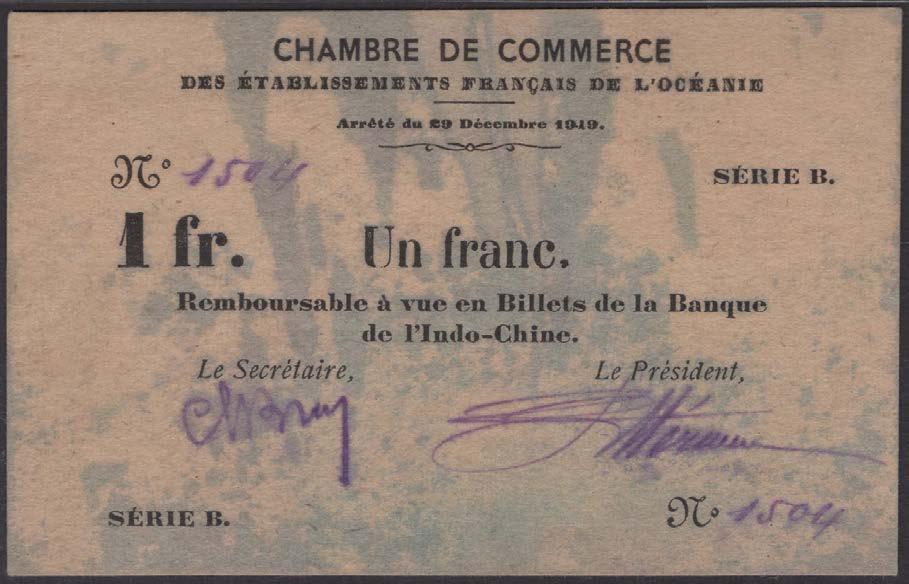 CHAMBRE DE COMMERCE
DES ÉTABLISSEMENTS FRANÇAIS DE L'OCÉANIE
Arrêté du 29 Décembre 1919.
N° 1504 SÉRIE B.
1 fr. Un franc.
Remboursable à vue en Billets de la Banque
de l'Indo-Chine.
Le Secrétaire, Le Président,
SÉRIE B. N° 1504